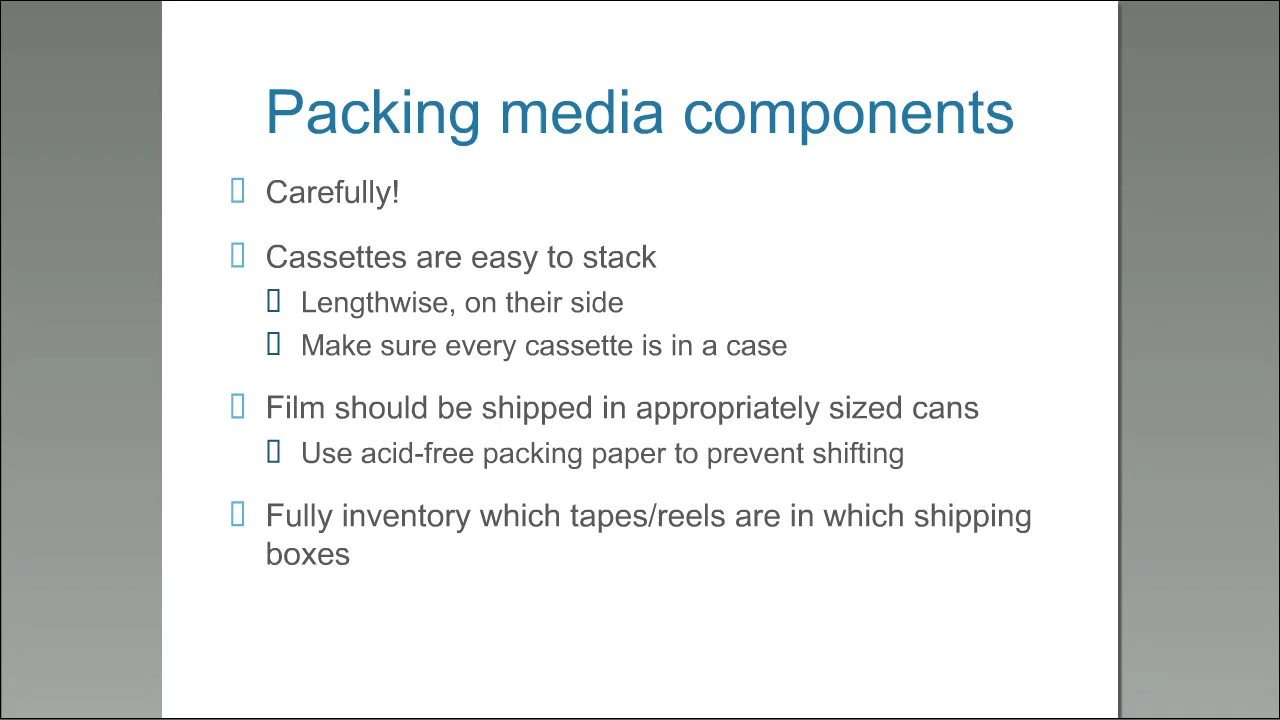 Packing media components
Carefully!
Cassettes are easy to stack
Lengthwise, on their side
Make sure every cassette is in a case
Film should be shipped in appropriately sized cans
Use acid-free packing paper to prevent shifting
Fully inventory which tapes/reels are in which shipping
boxes